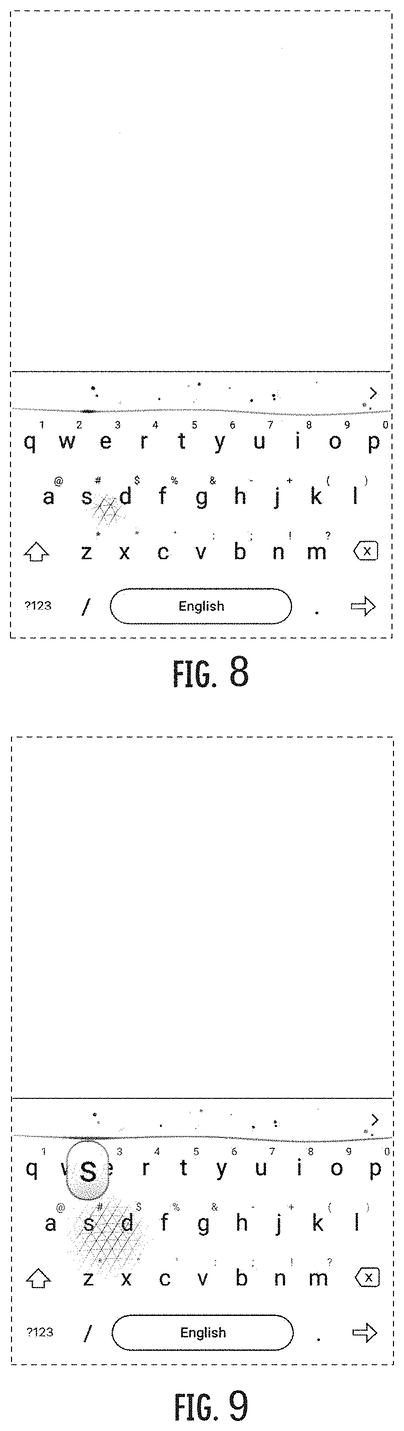 1 2 3 4 5 6 7 8 9 0
q w e r t y u i o p
@ # $ % & - + ( )
a s d f g h j k l
* : ; ! ?
z x c v b n m x
?123 / English .
FIG. 8
1 3 4 5 6 7 8 9 0
q s e r t y u i o p
@ # $ % & - + ( )
a s d f g h j k l
: ; ! ?
z x c v b n m x
?123 / English .
FIG. 9